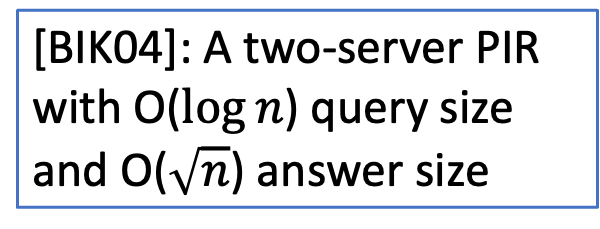 [BIK04]: A two-server PIR
with O(log n) query size
and O(√n) answer size